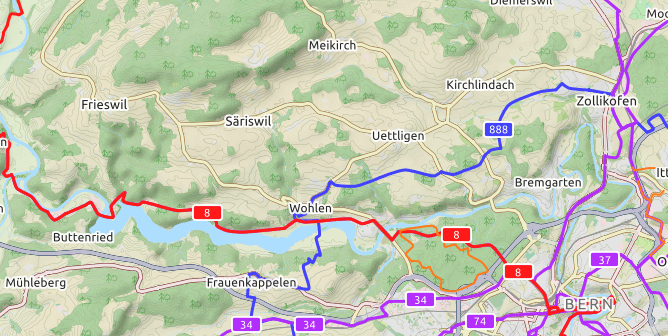 Diemerswil
Moo
Meikirch
Kirchlindach
Zollikofen
Frieswil
Säriswil
Uettligen
888
n
Bremgarten
Itt
n
Wohlen
8
8
Buttenried
8
37
O
Mühleberg
Frauenkappelen
34
BERN
34
34
74